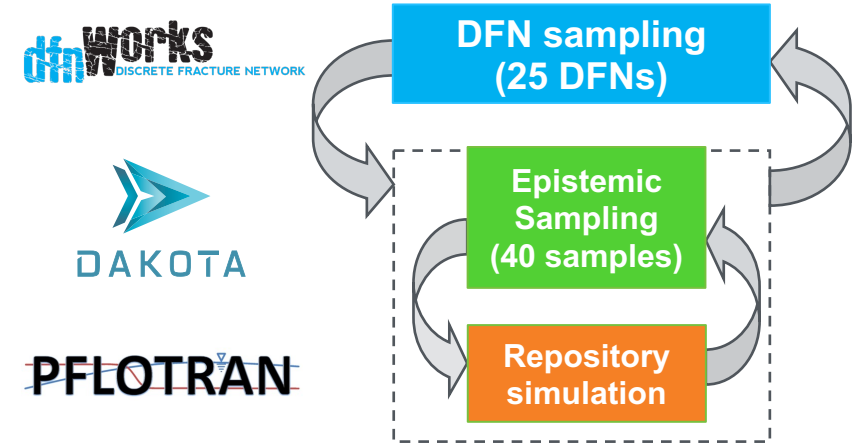 dfnWorks
DISCRETE FRACTURE NETWORK
DFN sampling
(25 DFNs)
DAKOTA
Epistemic
Sampling
(40 samples)
PFLOTRAN
Repository
simulation